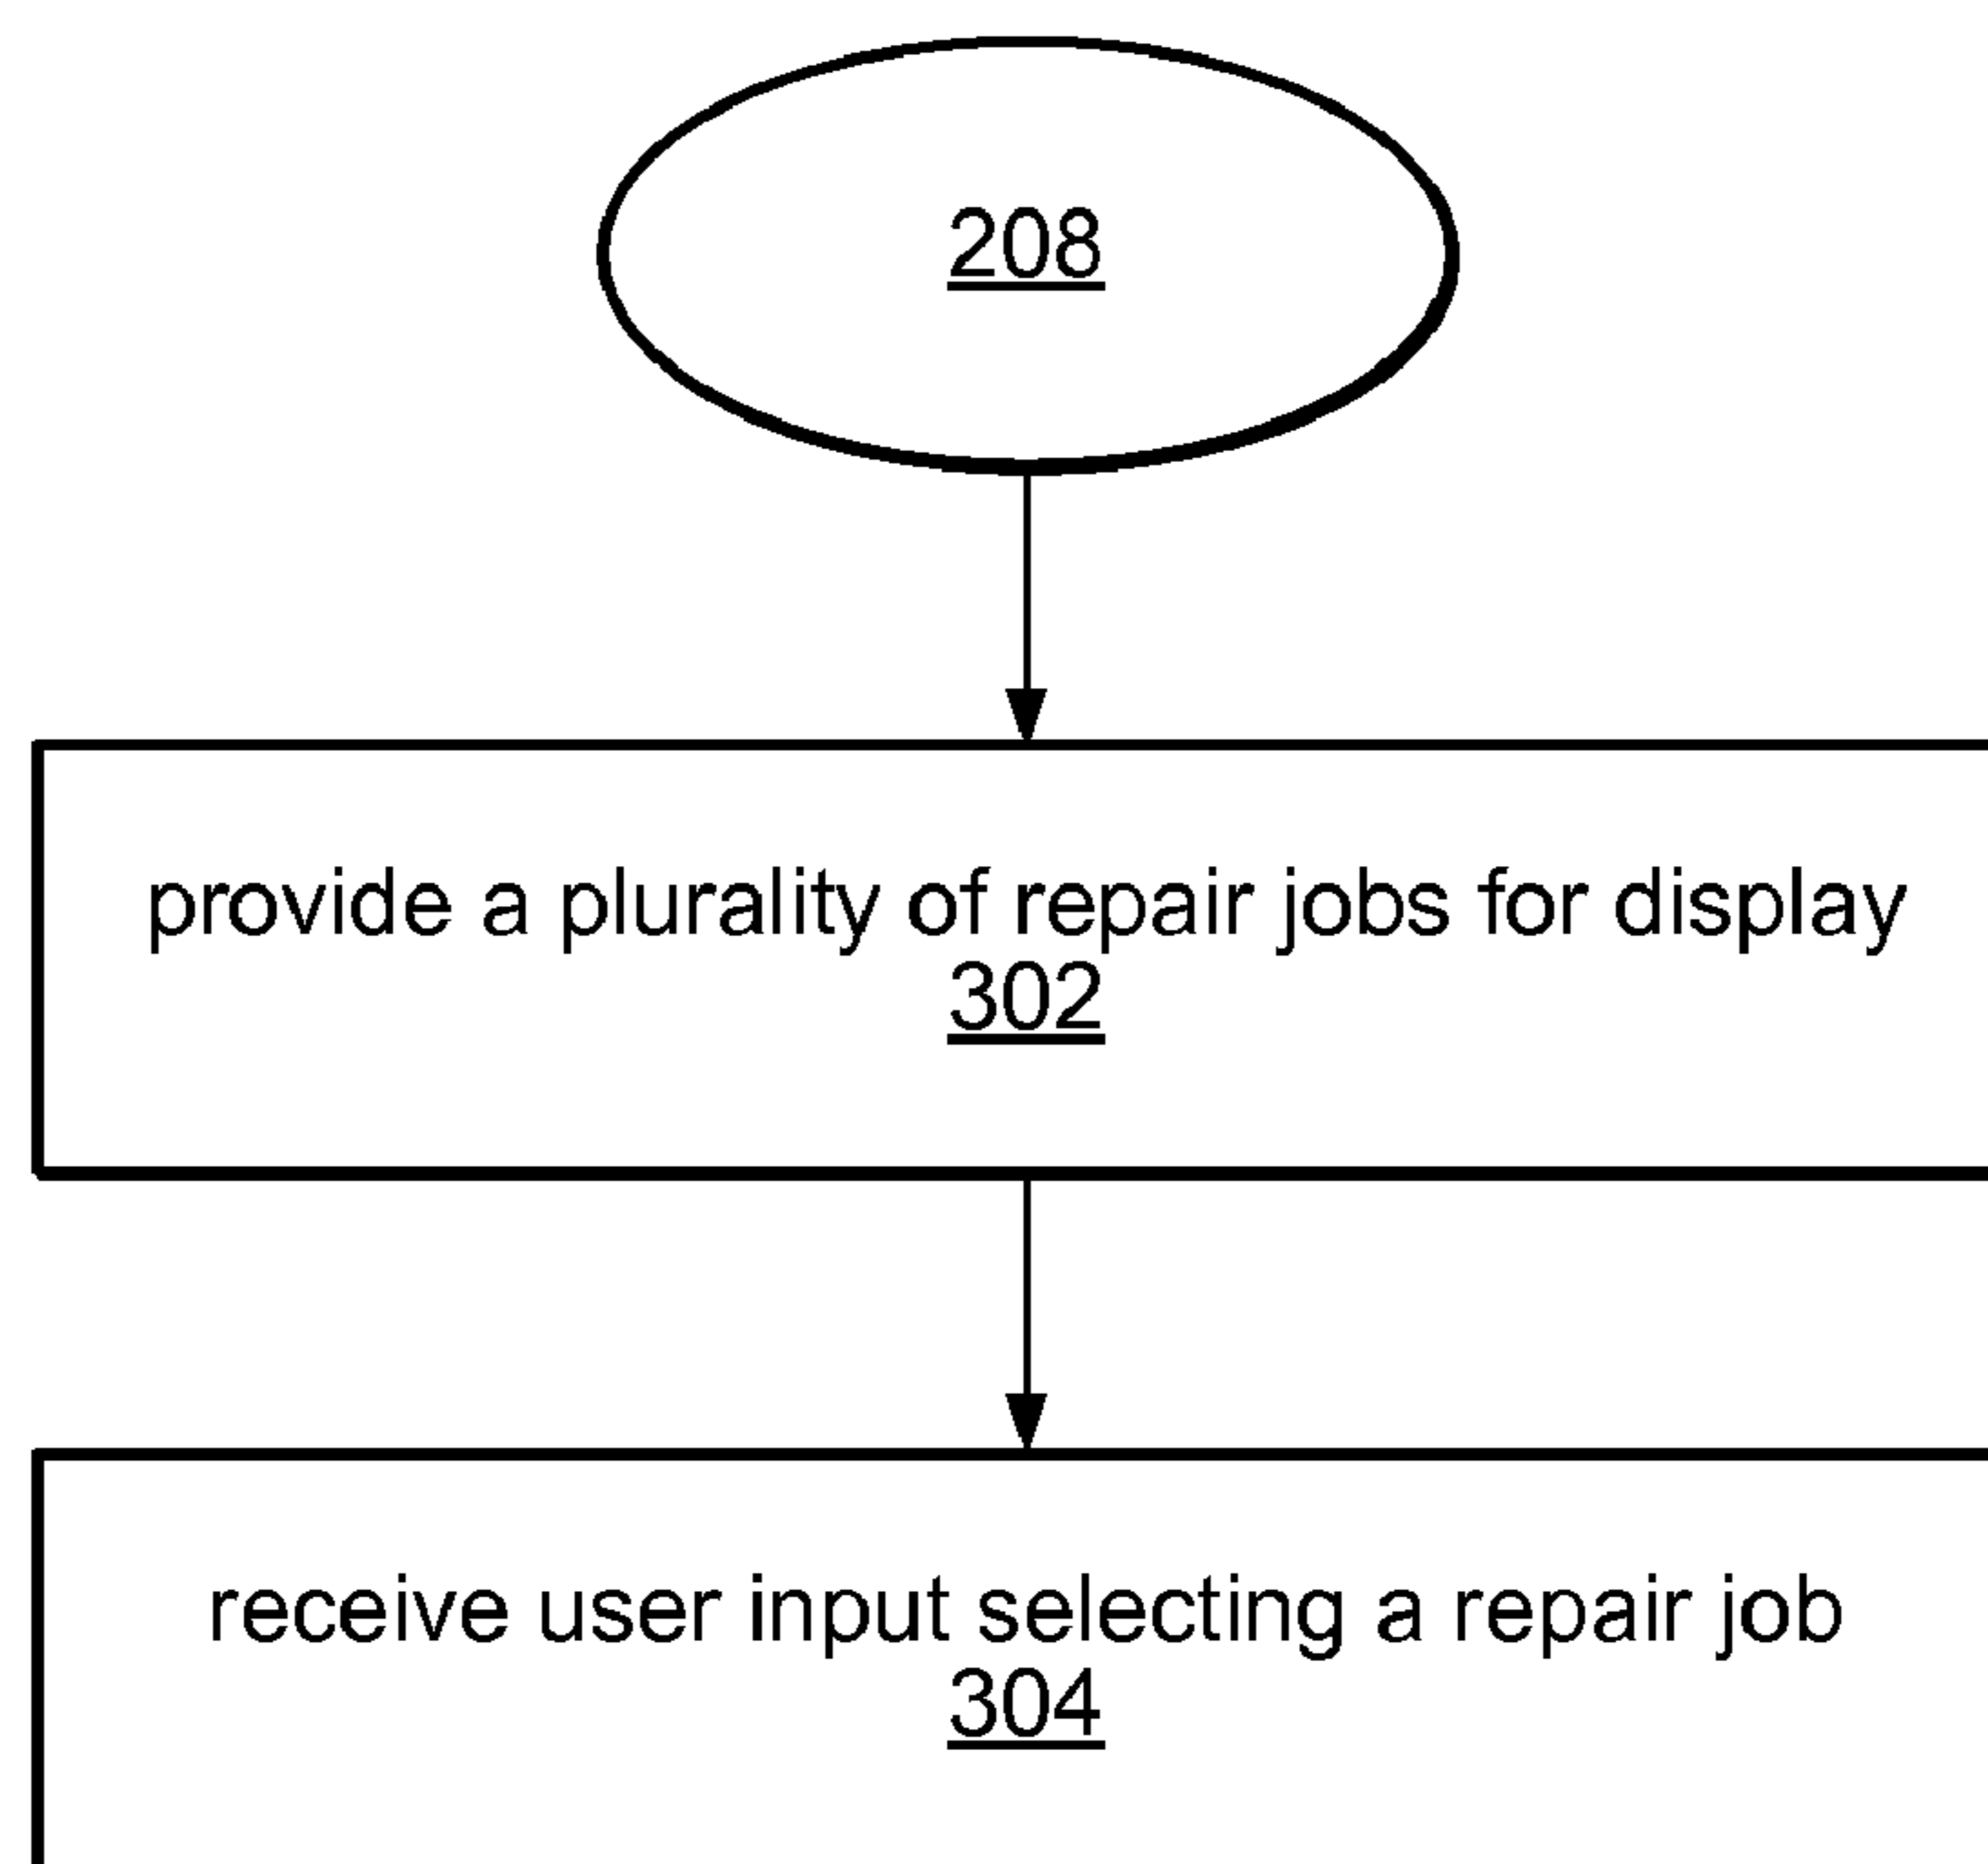 208
provide a plurality of repair jobs for display
302
receive user input selecting a repair job
304